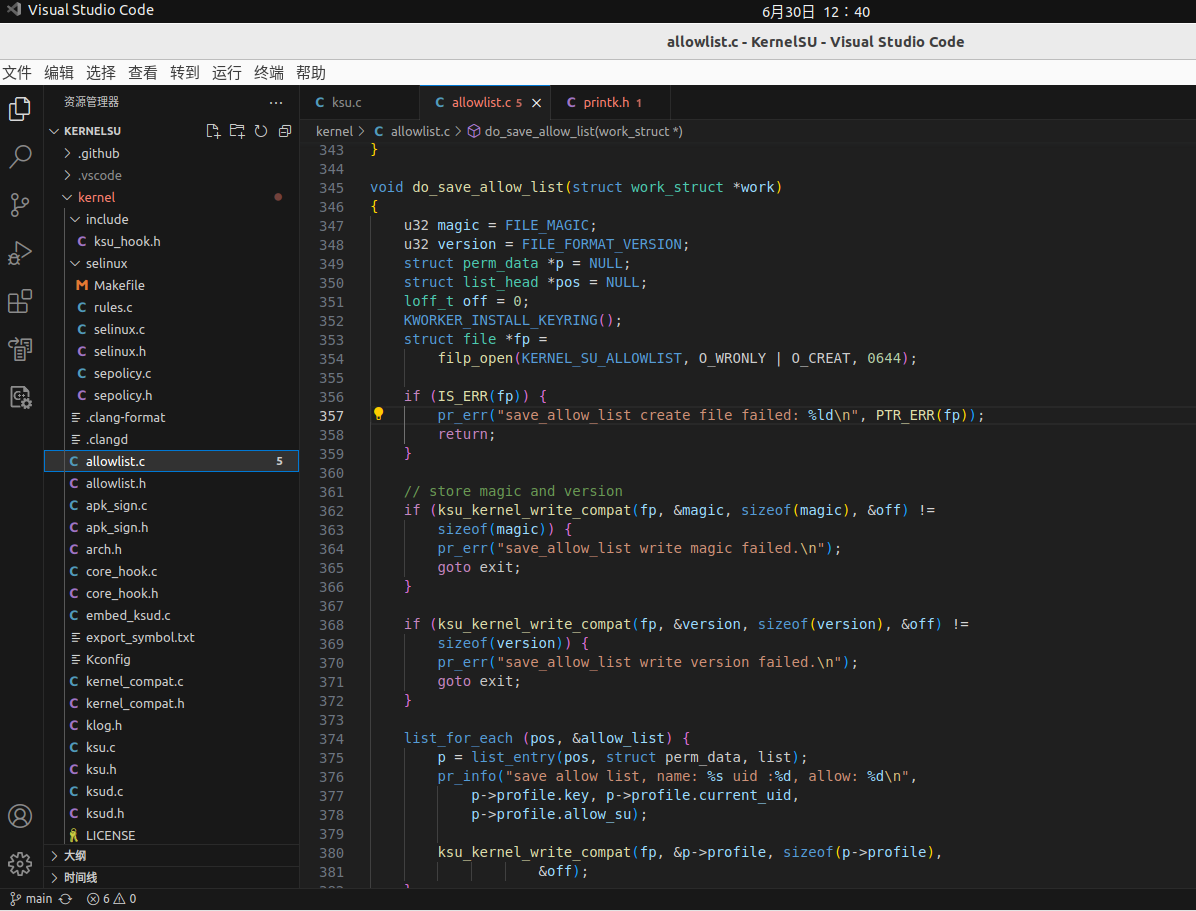 Visual Studio Code
6月30日 12：40
allowlist.c - KernelSU - Visual Studio Code
文件 编辑 选择 查看 转到 运行 终端 帮助
资源管理器
KERNELSU
.github
.vscode
kernel
include
C ksu_hook.h
selinux
M Makefile
C rules.c
C selinux.c
C selinux.h
C sepolicy.c
C sepolicy.h
.clang-format
.clangd
C allowlist.c 5
C allowlist.h
C apk_sign.c
C apk_sign.h
C arch.h
C core_hook.c
C core_hook.h
C embed_ksud.c
export_symbol.txt
Kconfig
C kernel_compat.c
C kernel_compat.h
C klog.h
C ksu.c
C ksu.h
C ksud.c
C ksud.h
LICENSE
大纲
时间线
C ksu.c
C allowlist.c 5
C printk.h 1
kernel > C allowlist.c > do_save_allow_list(work_struct *)
343 }
344
345 void do_save_allow_list(struct work_struct *work)
346 {
347 u32 magic = FILE_MAGIC;
348 u32 version = FILE_FORMAT_VERSION;
349 struct perm_data *p = NULL;
350 struct list_head *pos = NULL;
351 loff_t off = 0;
352 KWORKER_INSTALL_KEYRING();
353 struct file *fp =
354 filp_open(KERNEL_SU_ALLOWLIST, O_WRONLY | O_CREAT, 0644);
355
356 if (IS_ERR(fp)) {
357 pr_err("save_allow_list create file failed: %ld\n", PTR_ERR(fp));
358 return;
359 }
360
361 // store magic and version
362 if (ksu_kernel_write_compat(fp, &magic, sizeof(magic), &off) !=
363 sizeof(magic)) {
364 pr_err("save_allow_list write magic failed.\n");
365 goto exit;
366 }
367
368 if (ksu_kernel_write_compat(fp, &version, sizeof(version), &off) !=
369 sizeof(version)) {
370 pr_err("save_allow_list write version failed.\n");
371 goto exit;
372 }
373
374 list_for_each (pos, &allow_list) {
375 p = list_entry(pos, struct perm_data, list);
376 pr_info("save allow list, name: %s uid :%d, allow: %d\n",
377 p->profile.key, p->profile.current_uid,
378 p->profile.allow_su);
379
380 ksu_kernel_write_compat(fp, &p->profile, sizeof(p->profile),
381 &off);
main 6 0